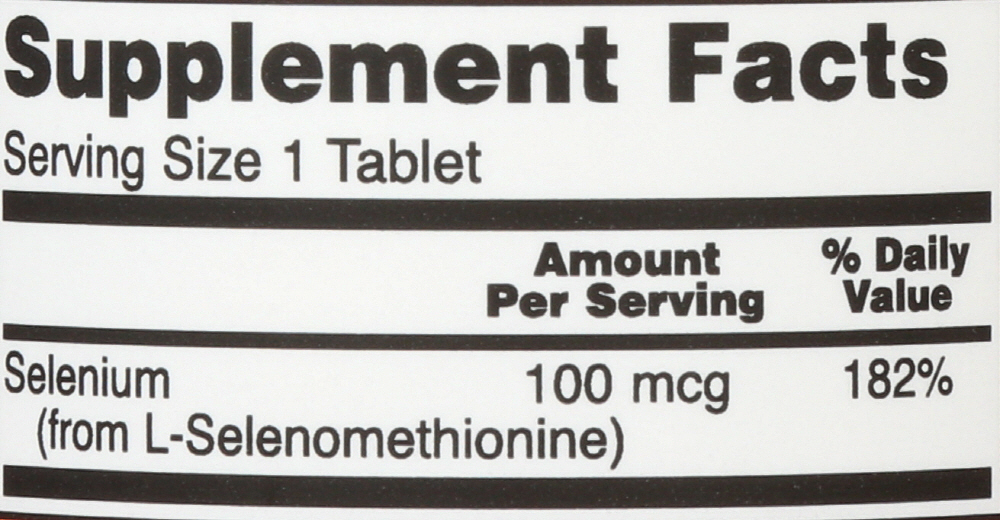 Supplement Facts
Serving Size 1 Tablet
Amount Per Serving
% Daily Value
Selenium 100 mcg 182%
(from L-Selenomethionine)